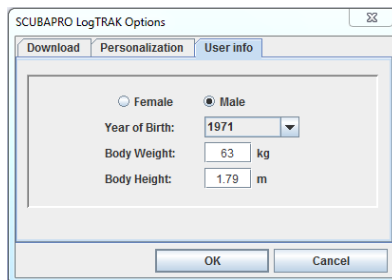 SCUBAPRO LogTRAK Options
Download Personalization User info
Female Male
Year of Birth: 1971
Body Weight: 63 kg
Body Height: 1.79 m
OK Cancel